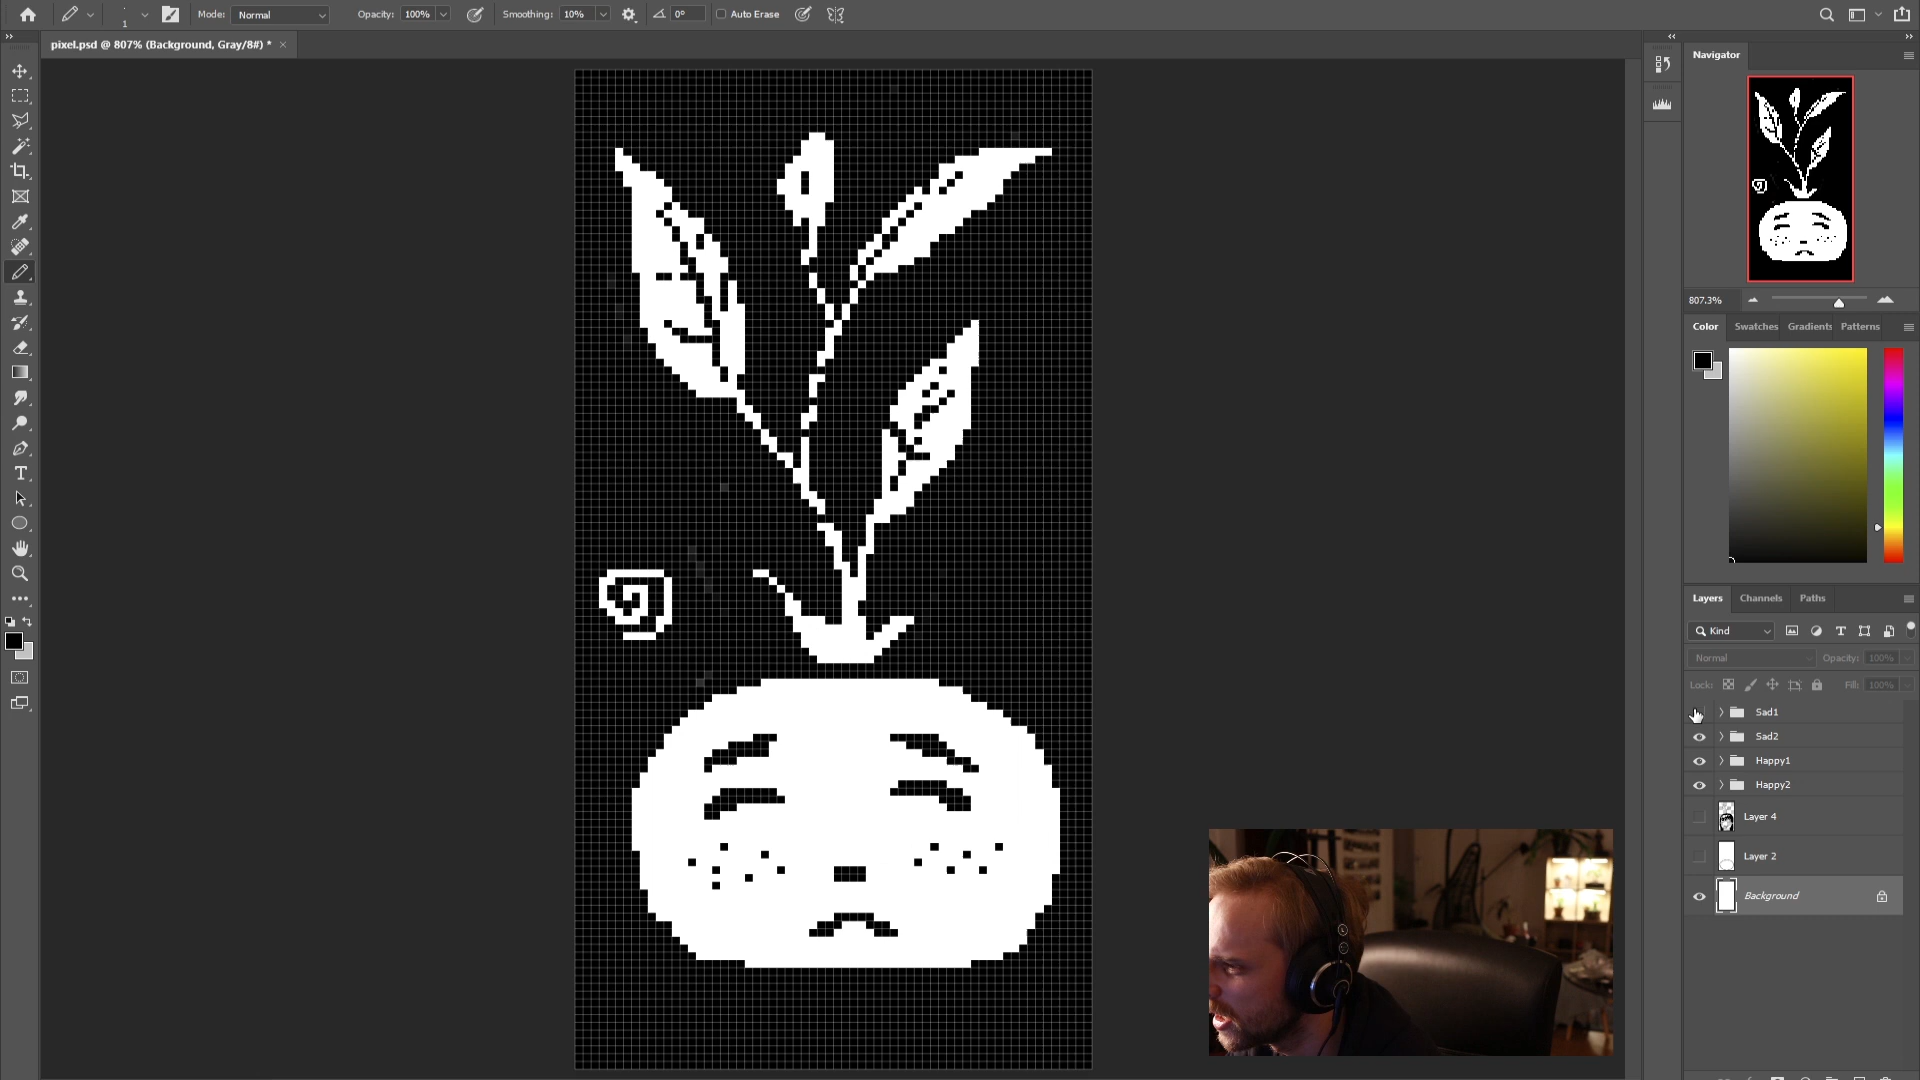 1
Mode: Normal
Opacity: 100%
Smoothing: 10%
0°
Auto Erase
pixel.psd @ 807% (Background, Gray/8#) *
Navigator
807.3%
Color Swatches Gradients Patterns
Layers Channels Paths
Kind
Normal Opacity: 100%
Lock: Fill: 100%
Sad1
Sad2
Happy1
Happy2
Layer 4
Layer 2
Background